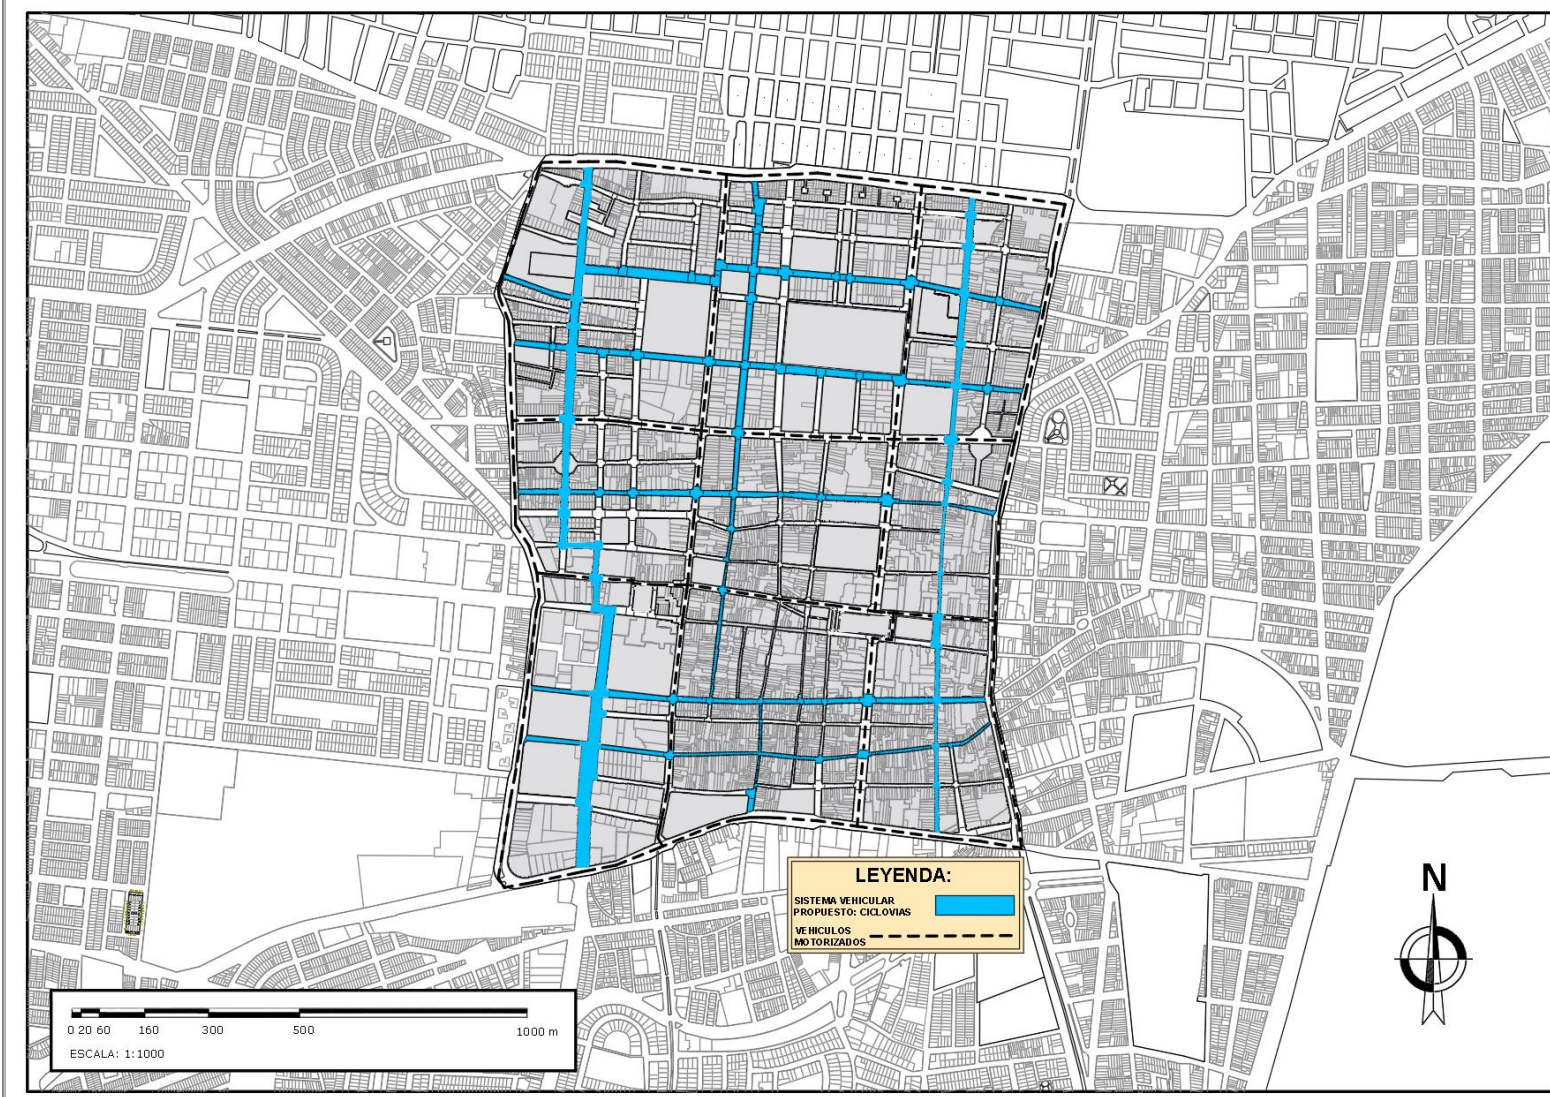 LEYENDA:
SISTEMA VEHICULAR
PROPUESTO: CICLOVIAS
VEHICULOS
MOTORIZADOS
N
0 20 60 160 300 500 1000 m
ESCALA: 1:1000